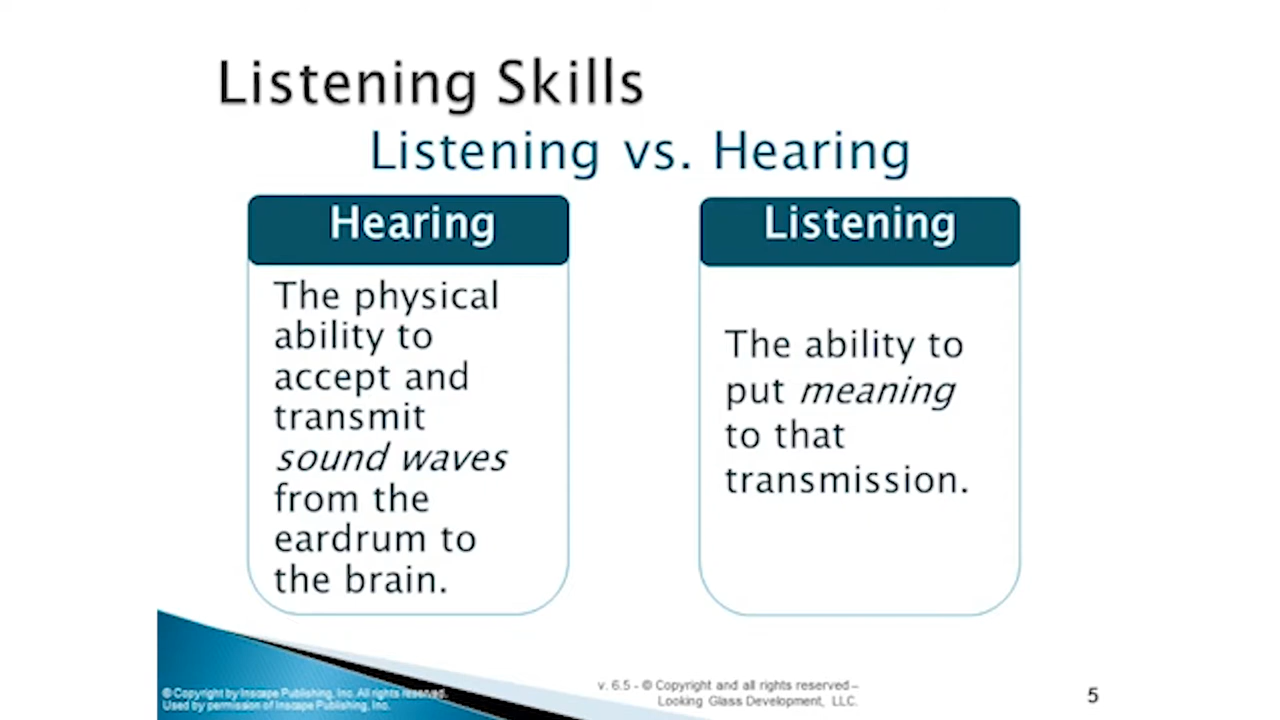 Listening Skills
Listening vs. Hearing
Hearing
The physical
ability to
accept and
transmit
sound waves
from the
eardrum to
the brain.
Listening
The ability to
put meaning
to that
transmission.
© Copyright by Inscape Publishing, Inc. All rights reserved.
Used by permission of Inscape Publishing, Inc.
v. 6.5 - © Copyright and all rights reserved–
Looking Glass Development, LLC.
5